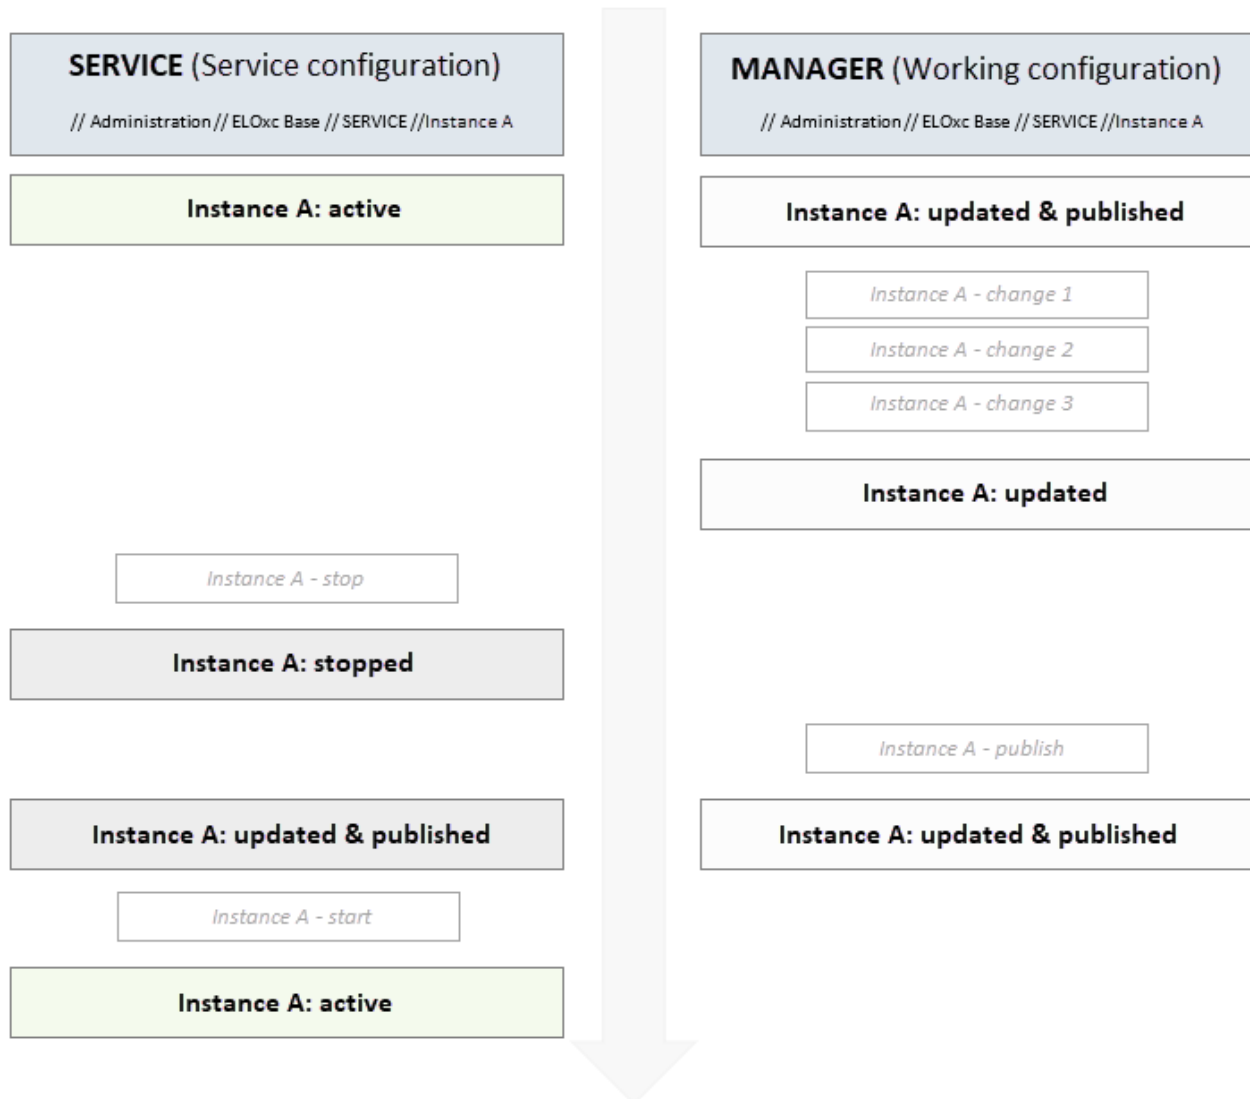 SERVICE (Service configuration)
// Administration // ELOxc Base // SERVICE //Instance A
MANAGER (Working configuration)
// Administration // ELOxc Base // SERVICE //Instance A
Instance A: active
Instance A: updated & published
Instance A - change 1
Instance A - change 2
Instance A - change 3
Instance A: updated
Instance A - stop
Instance A: stopped
Instance A - publish
Instance A: updated & published
Instance A: updated & published
Instance A - start
Instance A: active